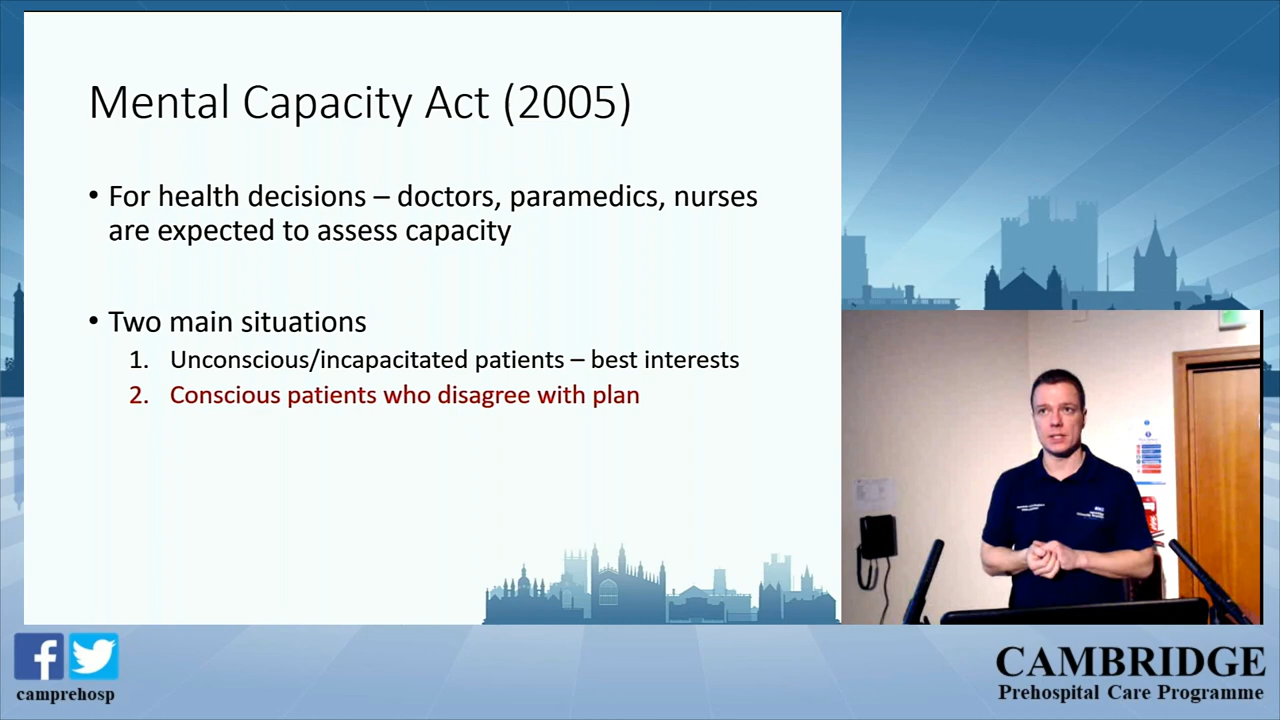 Mental Capacity Act (2005)
• For health decisions – doctors, paramedics, nurses
are expected to assess capacity
• Two main situations
1. Unconscious/incapacitated patients – best interests
2. Conscious patients who disagree with plan
camprehosp
CAMBRIDGE
Prehospital Care Programme